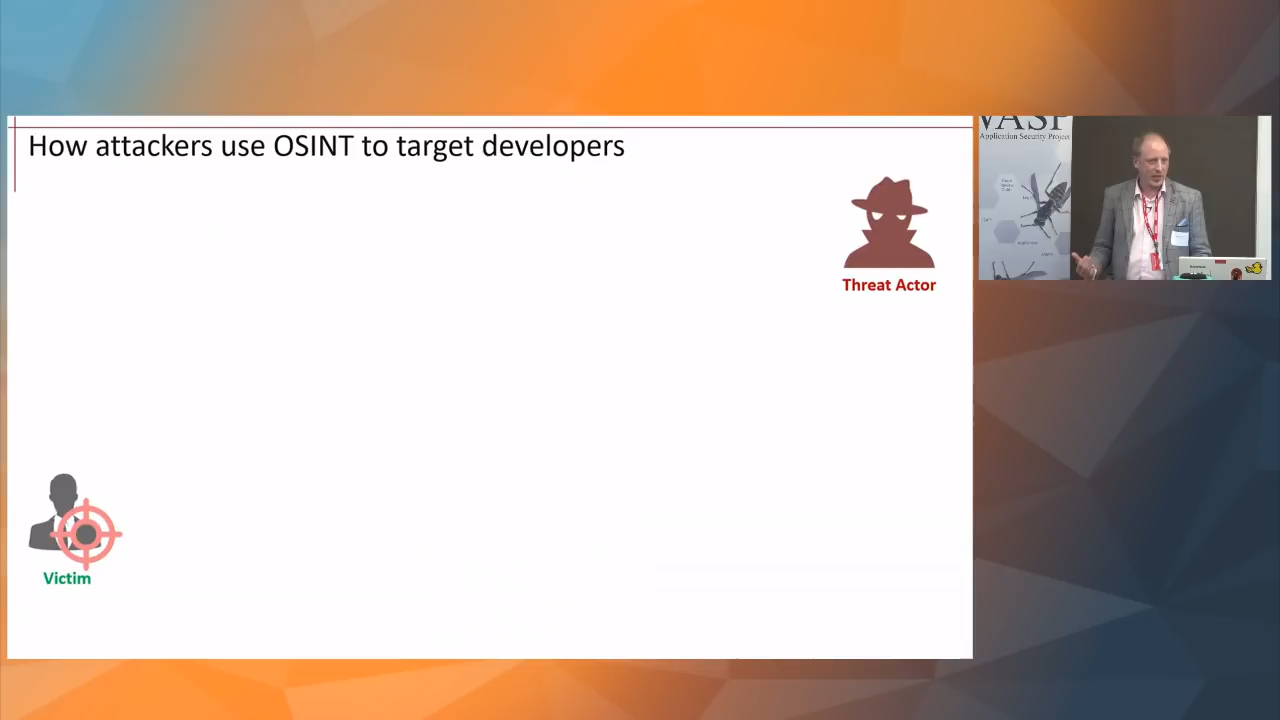 How attackers use OSINT to target developers
Threat Actor
Victim
Application Security Project